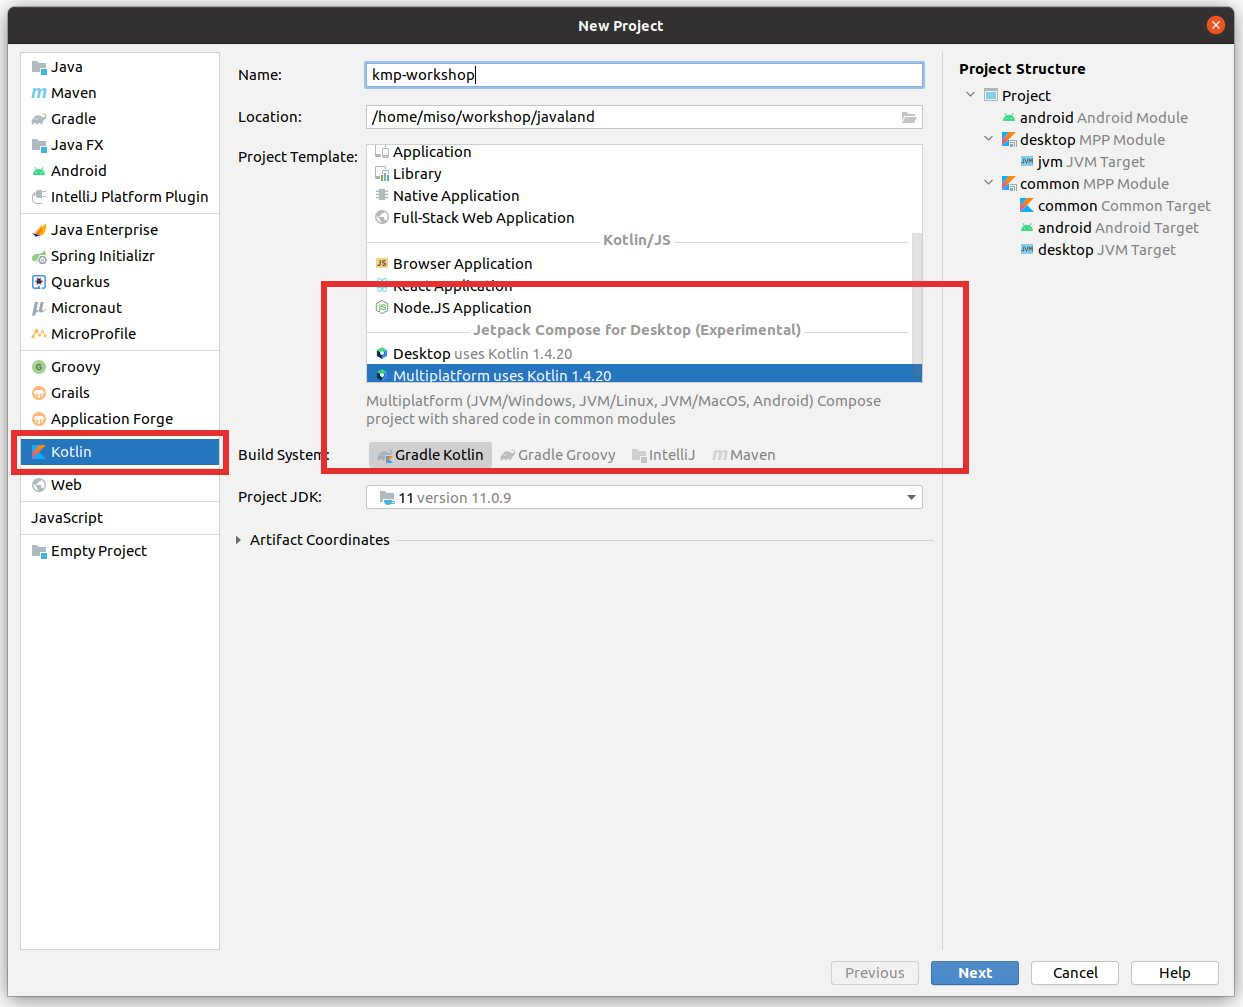 New Project
Java
Maven
Gradle
Java FX
Android
IntelliJ Platform Plugin
Java Enterprise
Spring Initializr
Quarkus
Micronaut
MicroProfile
Groovy
Grails
Application Forge
Kotlin
Web
JavaScript
Empty Project
Name: kmp-workshop
Location: /home/miso/workshop/javaland
Project Template:
Application
Library
Native Application
Full-Stack Web Application
Kotlin/JS
JS Browser Application
React Application
Node.JS Application
Jetpack Compose for Desktop (Experimental)
Desktop uses Kotlin 1.4.20
Multiplatform uses Kotlin 1.4.20
Multiplatform (JVM/Windows, JVM/Linux, JVM/MacOS, Android) Compose
project with shared code in common modules
Build System: Gradle Kotlin Gradle Groovy IntelliJ Maven
Project JDK: 11 version 11.0.9
Artifact Coordinates
Project Structure
Project
android Android Module
desktop MPP Module
JVM jvm JVM Target
common MPP Module
common Common Target
android Android Target
JVM desktop JVM Target
Previous Next Cancel Help